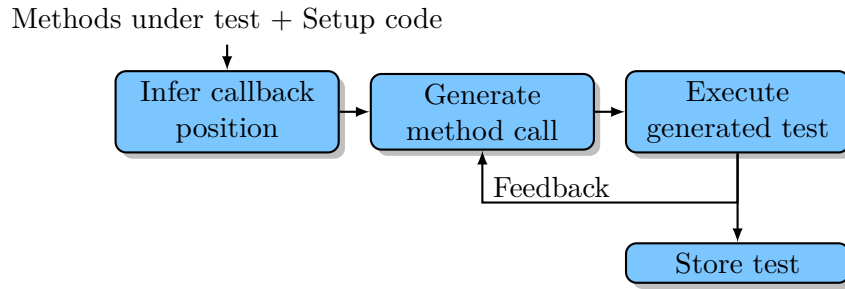 Methods under test + Setup code
Infer callback
position
Generate
method call
Execute
generated test
Feedback
Store test